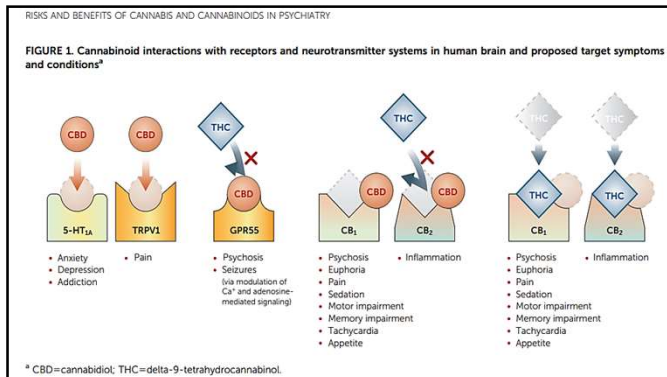 RISKS AND BENEFITS OF CANNABIS AND CANNABINOIDS IN PSYCHIATRY
FIGURE 1. Cannabinoid interactions with receptors and neurotransmitter systems in human brain and proposed target symptoms
and conditionsª
CBD
5-HT1A
• Anxiety
• Depression
• Addiction
CBD
TRPV1
• Pain
THC
CBD
GPR55
• Psychosis
• Seizures
(via modulation of
Ca⁺ and adenosine-
mediated signaling)
CBD
CB1
• Psychosis
• Euphoria
• Pain
• Sedation
• Motor impairment
• Memory impairment
• Tachycardia
• Appetite
THC
CBD
CB2
• Inflammation
THC
THC
CB1
• Psychosis
• Euphoria
• Pain
• Sedation
• Motor impairment
• Memory impairment
• Tachycardia
• Appetite
THC
THC
CB2
• Inflammation
ª CBD=cannabidiol; THC=delta-9-tetrahydrocannabinol.